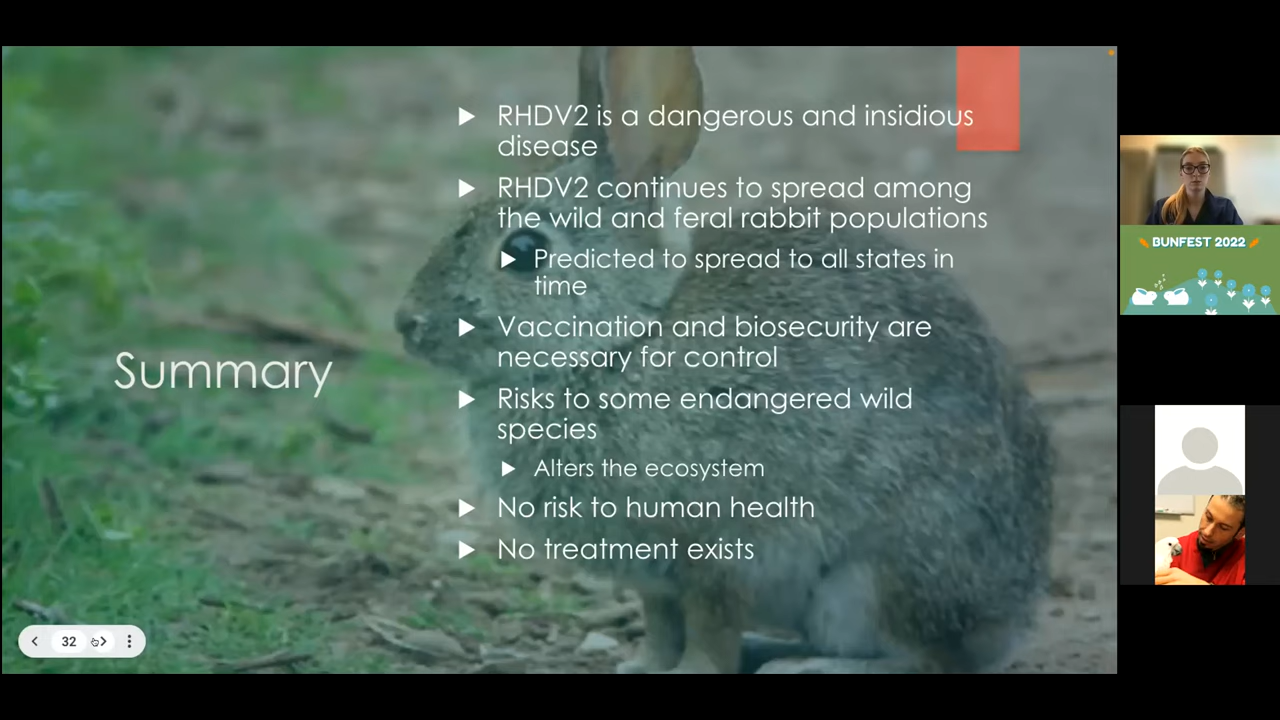 Summary
RHDV2 is a dangerous and insidious
disease
RHDV2 continues to spread among
the wild and feral rabbit populations
Predicted to spread to all states in
time
Vaccination and biosecurity are
necessary for control
Risks to some endangered wild
species
Alters the ecosystem
No risk to human health
No treatment exists
32
BUNFEST 2022